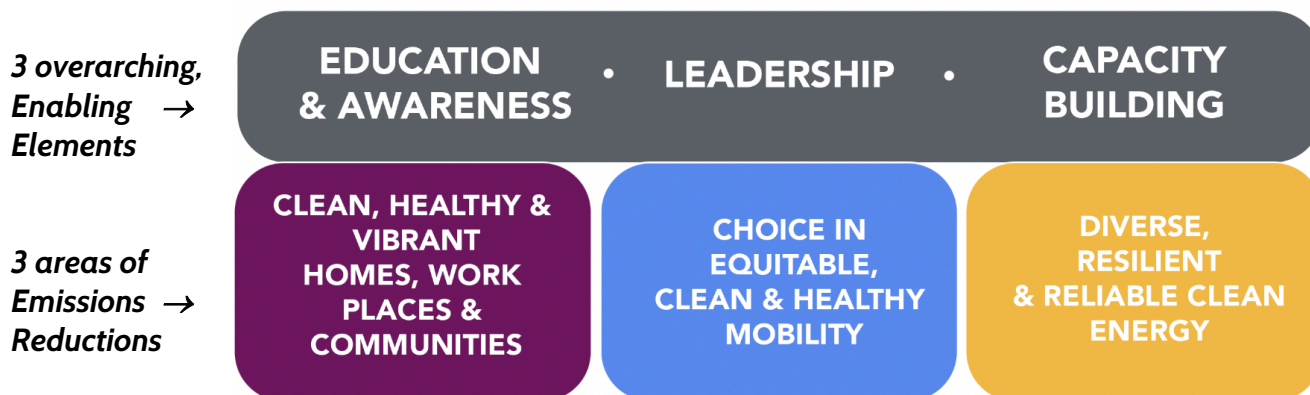 3 overarching,
Enabling →
Elements
EDUCATION
& AWARENESS
•
LEADERSHIP
•
CAPACITY
BUILDING
3 areas of
Emissions →
Reductions
CLEAN, HEALTHY &
VIBRANT
HOMES, WORK
PLACES &
COMMUNITIES
CHOICE IN
EQUITABLE,
CLEAN & HEALTHY
MOBILITY
DIVERSE,
RESILIENT
& RELIABLE CLEAN
ENERGY